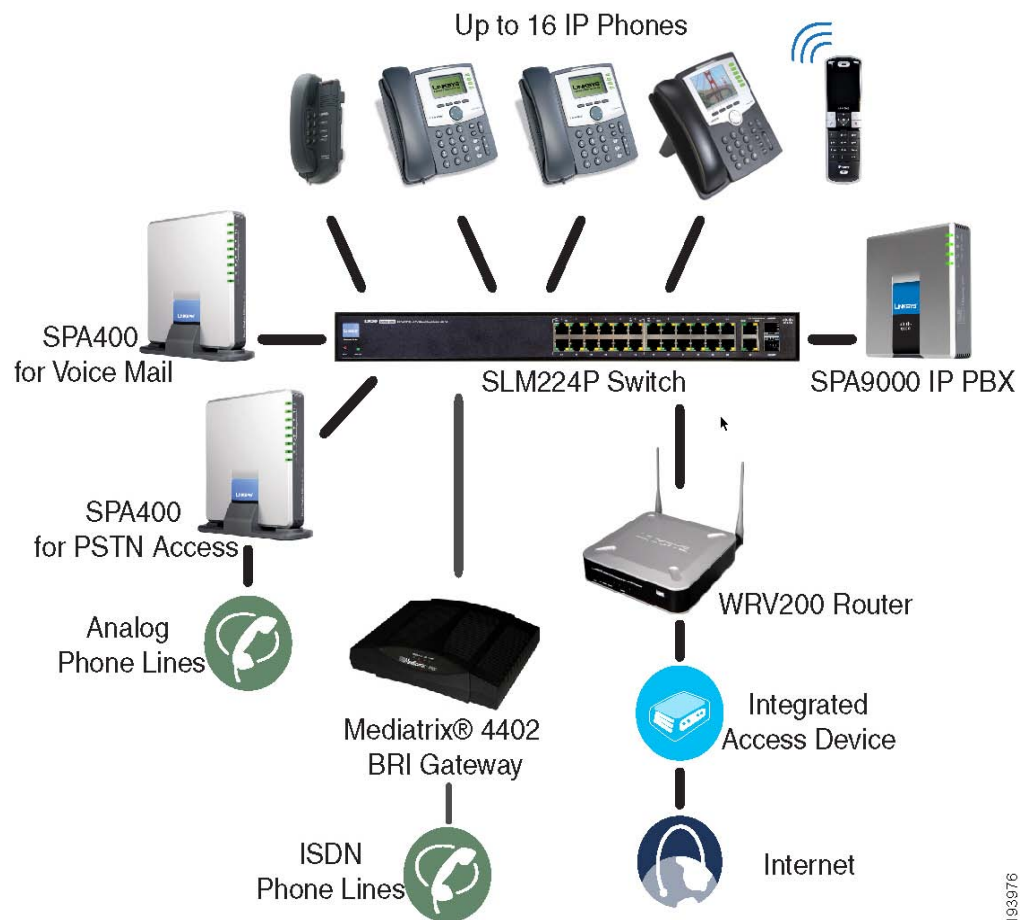 Up to 16 IP Phones
SPA400
for Voice Mail
SLM224P Switch
SPA9000 IP PBX
SPA400
for PSTN Access
WRV200 Router
Analog
Phone Lines
Mediatrix® 4402
BRI Gateway
Integrated
Access Device
ISDN
Phone Lines
Internet
193976
LINKSYS